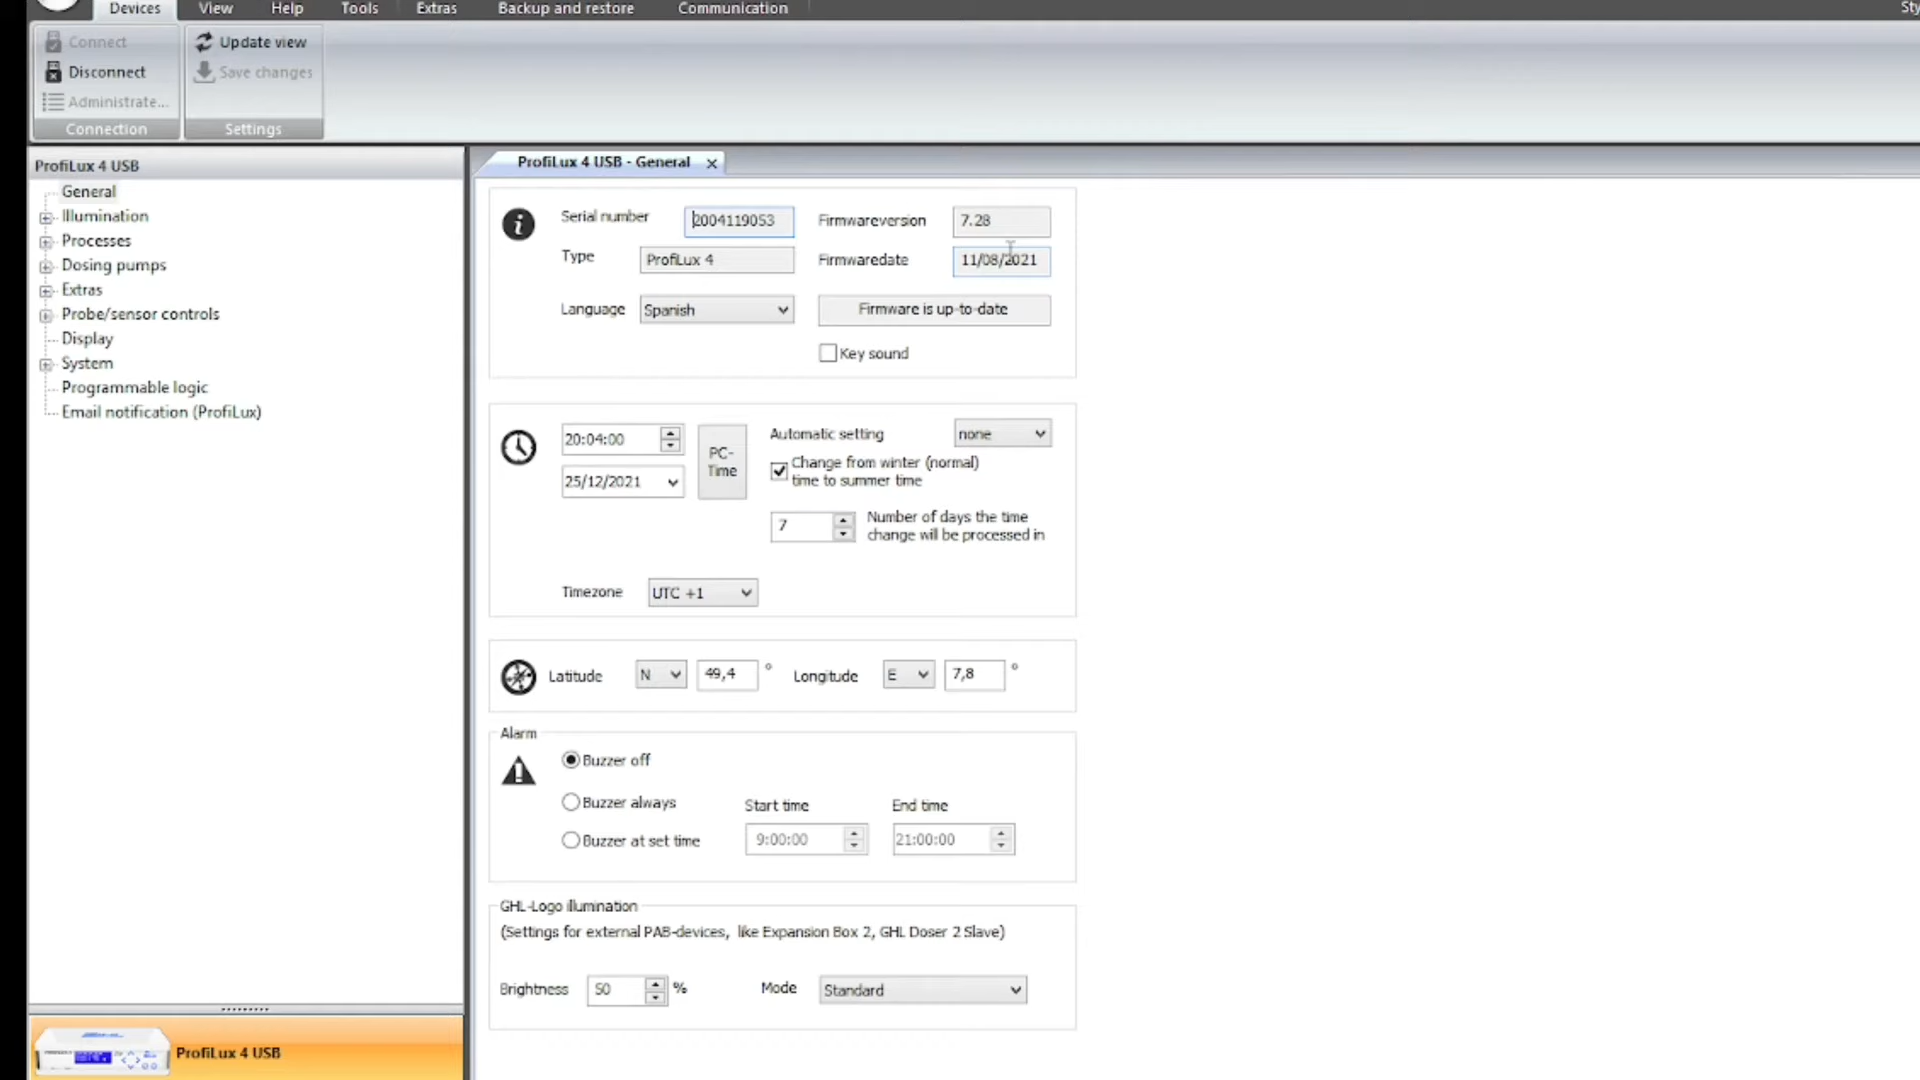 Devices View Help Tools Extras Backup and restore Communication Sty
Connect
Update view
Disconnect
Save changes
Administrate...
Connection
Settings
ProfiLux 4 USB
General
Illumination
Processes
Dosing pumps
Extras
Probe/sensor controls
Display
System
Programmable logic
Email notification (ProfiLux)
ProfiLux 4 USB
ProfiLux 4 USB - General
Serial number 2004119053 Firmwareversion 7.28
Type ProfiLux 4 Firmwaredate 11/08/2021
Language Spanish Firmware is up-to-date
Key sound
20:04:00
25/12/2021
PC-
Time
Automatic setting none
Change from winter (normal)
time to summer time
7 Number of days the time
change will be processed in
Timezone UTC +1
Latitude N 49,4 ° Longitude E 7,8 °
Alarm
Buzzer off
Buzzer always Start time End time
Buzzer at set time 9:00:00 21:00:00
GHL-Logo illumination
(Settings for external PAB-devices, like Expansion Box 2, GHL Doser 2 Slave)
Brightness 50 % Mode Standard